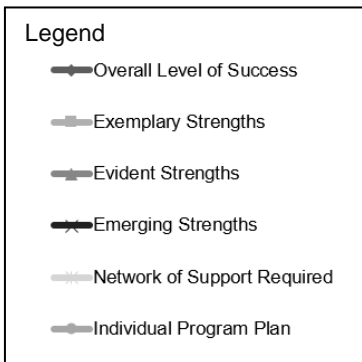 Legend
Overall Level of Success
Exemplary Strengths
Evident Strengths
Emerging Strengths
Network of Support Required
Individual Program Plan